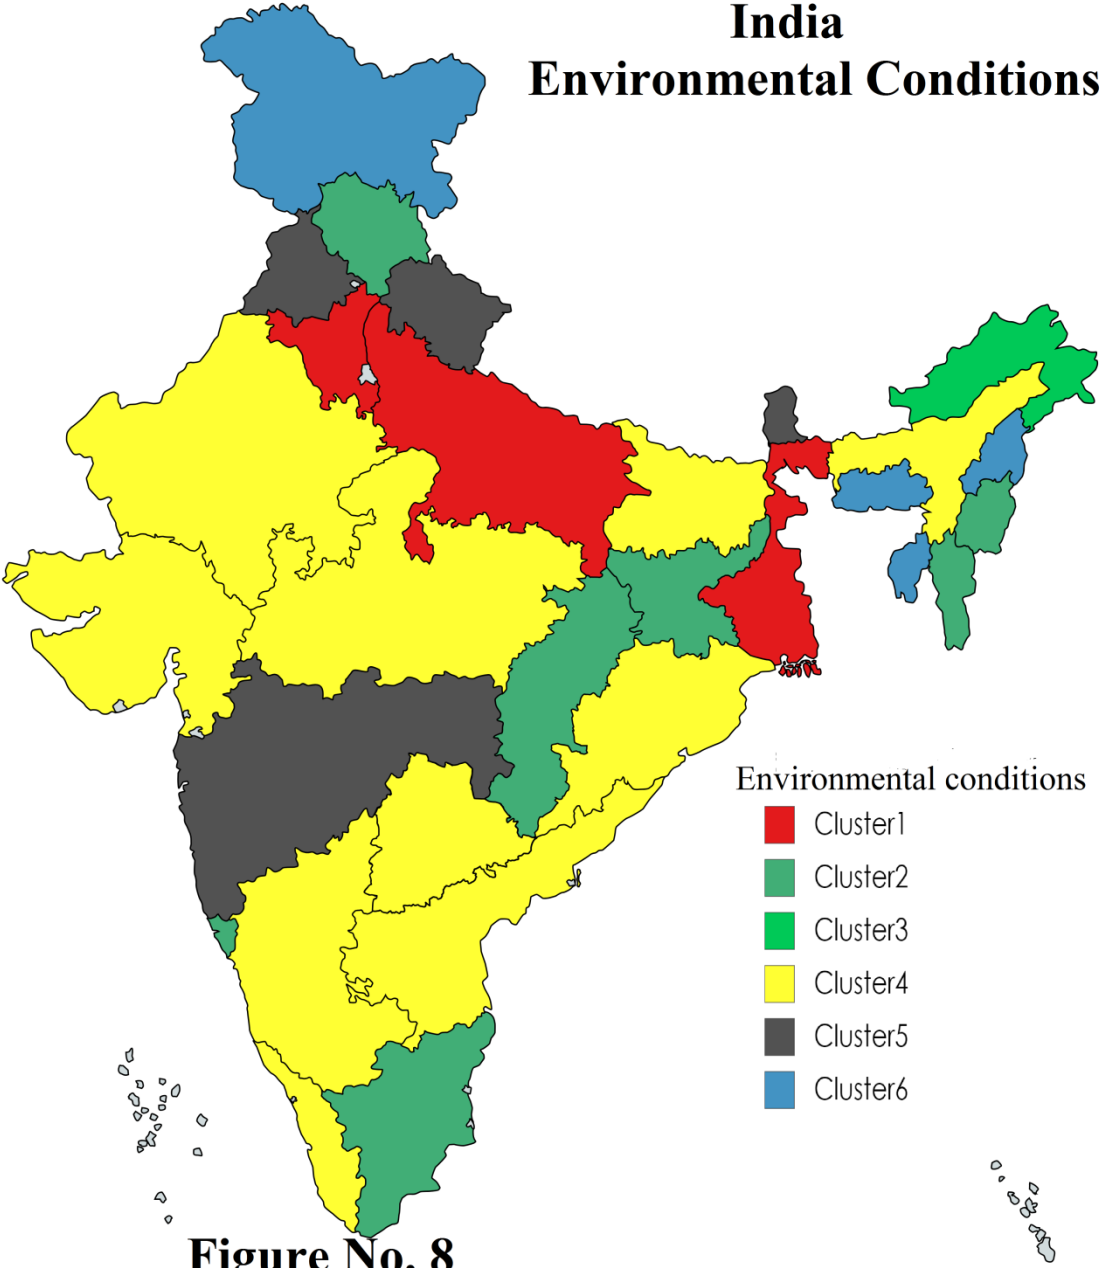 India
Environmental Conditions
Environmental conditions
Cluster1
Cluster2
Cluster3
Cluster4
Cluster5
Cluster6
Figure No. 8